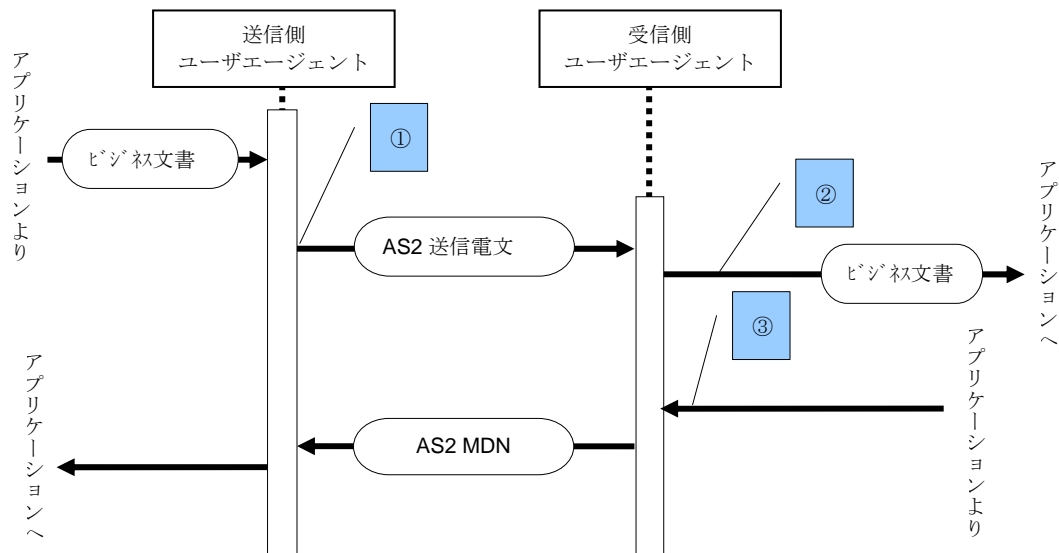 送信側
ユーザエージェント
受信側
ユーザエージェント
アプリケーションより
ビジネス文書
①
AS2 送信電文
②
ビジネス文書
アプリケーションへ
③
アプリケーションより
AS2 MDN
アプリケーションへ